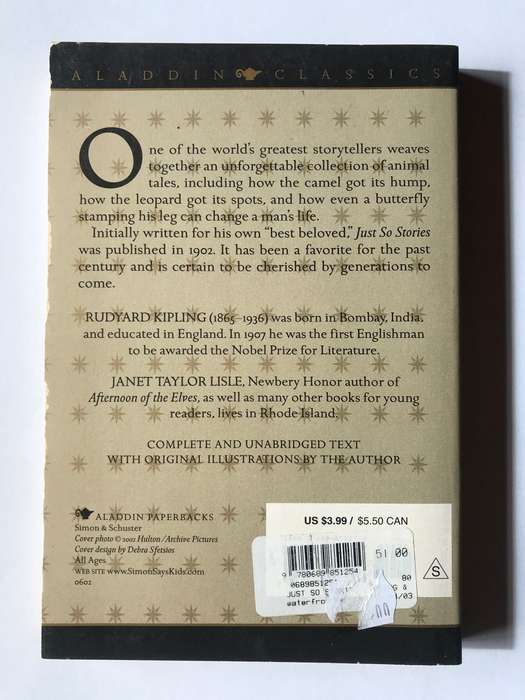 ALADDIN CLASSICS
One of the world's greatest storytellers weaves
together an unforgettable collection of animal
tales, including how the camel got its hump,
how the leopard got its spots, and how even a butterfly
stamping his leg can change a man's life.
Initially written for his own "best beloved," Just So Stories
was published in 1902. It has been a favorite for the past
century and is certain to be cherished by generations to
come.
RUDYARD KIPLING (1865–1936) was born in Bombay, India,
and educated in England. In 1907 he was the first Englishman
to be awarded the Nobel Prize for Literature.
JANET TAYLOR LISLE, Newbery Honor author of
Afternoon of the Elves, as well as many other books for young
readers, lives in Rhode Island.
COMPLETE AND UNABRIDGED TEXT
WITH ORIGINAL ILLUSTRATIONS BY THE AUTHOR
ALADDIN PAPERBACKS
Simon & Schuster
Cover photo © 2002 Hulton/Archive Pictures
Cover design by Debra Sfetsios
All Ages
WEB SITE www.SimonSaysKids.com
0602
US $3.99 / $5.50 CAN
51.00
9 780689 851254
80
JUST SO
&
/03
S